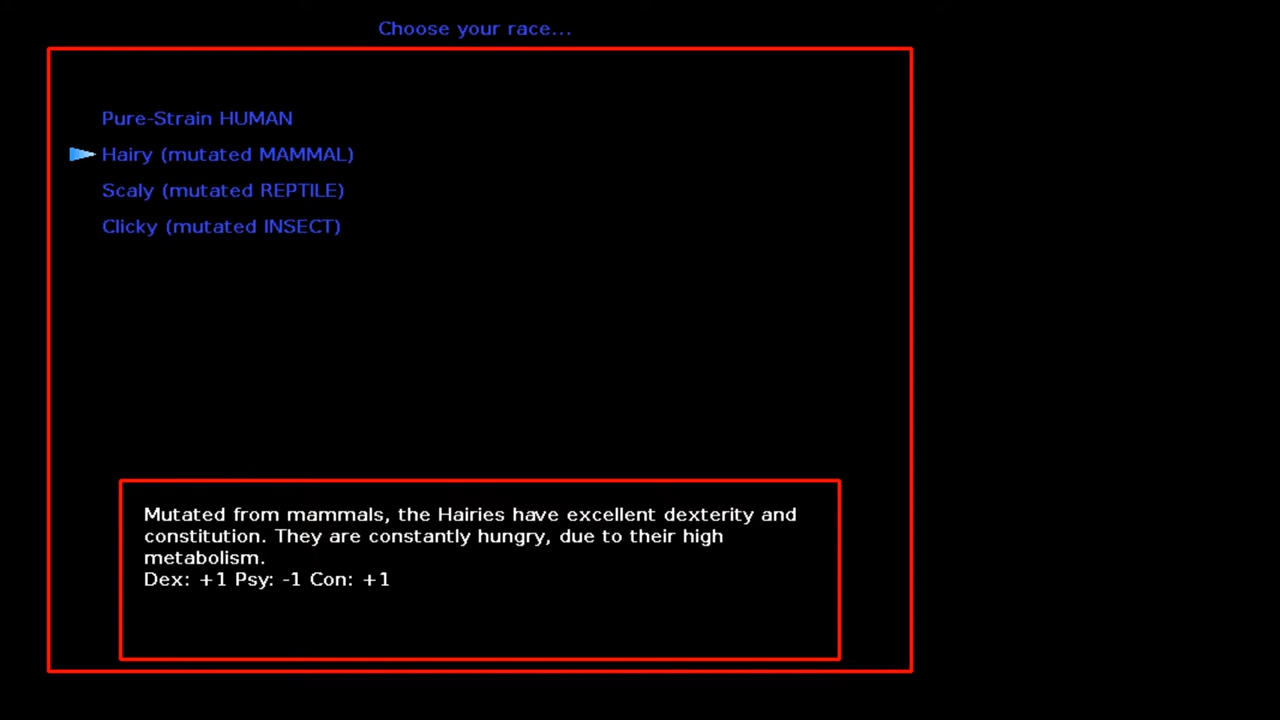 Choose your race...
Pure-Strain HUMAN
Hairy (mutated MAMMAL)
Scaly (mutated REPTILE)
Clicky (mutated INSECT)
Mutated from mammals, the Hairies have excellent dexterity and
constitution. They are constantly hungry, due to their high
metabolism.
Dex: +1 Psy: -1 Con: +1